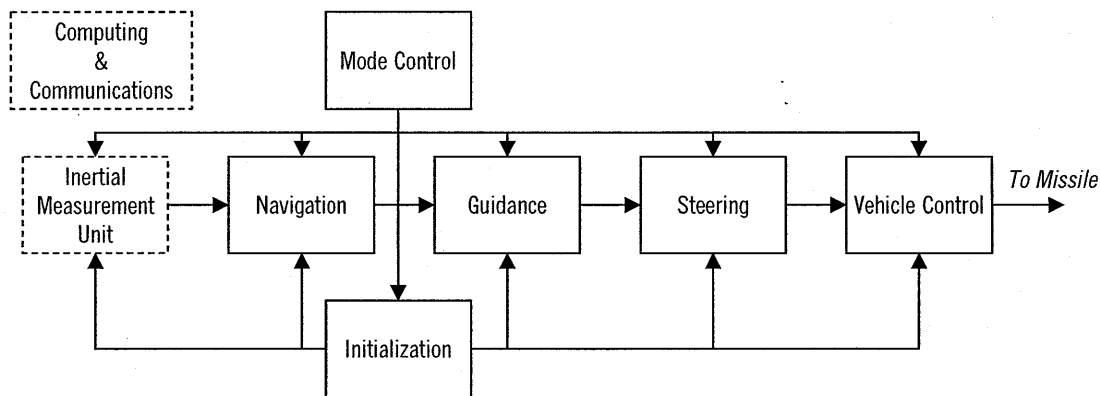 Computing
&
Communications
Mode Control
Inertial
Measurement
Unit
Navigation
Guidance
Steering
Vehicle Control
To Missile
Initialization